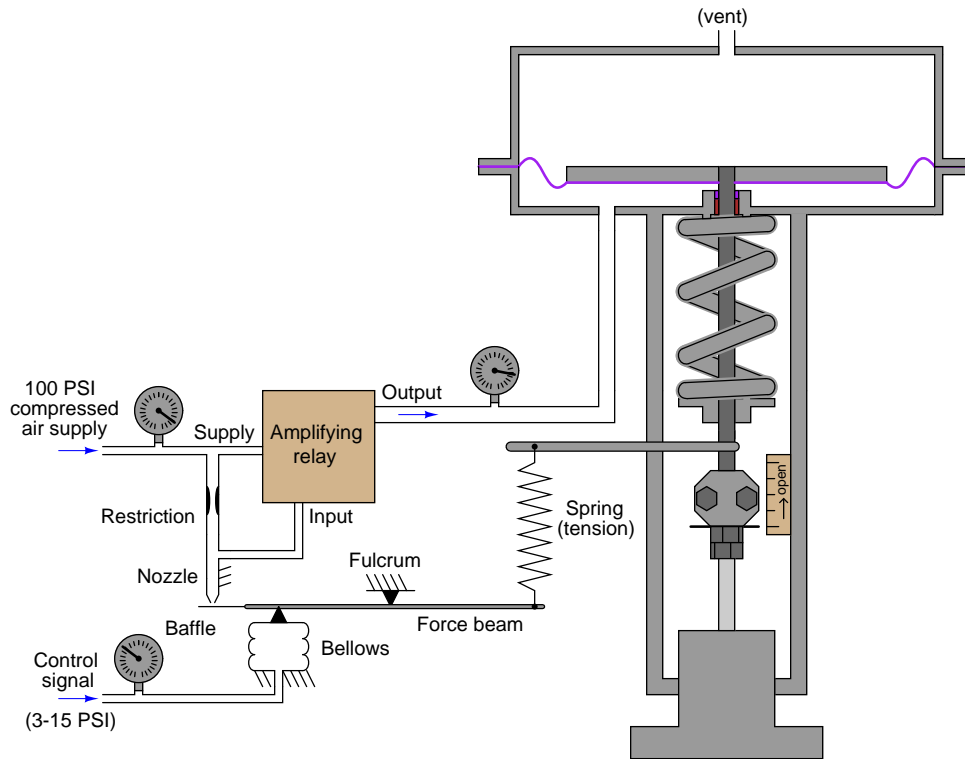 (vent)
100 PSI
compressed
air supply
Supply
Amplifying
relay
Output
Restriction
Input
Spring
(tension)
open
Nozzle
Fulcrum
Baffle
Force beam
Bellows
Control
signal
(3-15 PSI)